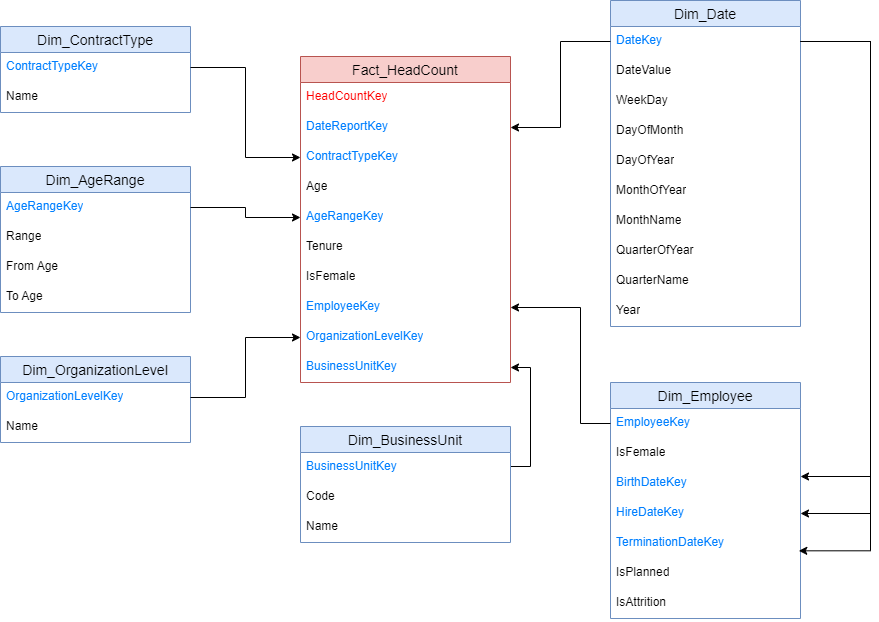 Dim_ContractType
ContractTypeKey
Name
Dim_AgeRange
AgeRangeKey
Range
From Age
To Age
Dim_OrganizationLevel
OrganizationLevelKey
Name
Fact_HeadCount
HeadCountKey
DateReportKey
ContractTypeKey
Age
AgeRangeKey
Tenure
IsFemale
EmployeeKey
OrganizationLevelKey
BusinessUnitKey
Dim_BusinessUnit
BusinessUnitKey
Code
Name
Dim_Date
DateKey
DateValue
WeekDay
DayOfMonth
DayOfYear
MonthOfYear
MonthName
QuarterOfYear
QuarterName
Year
Dim_Employee
EmployeeKey
IsFemale
BirthDateKey
HireDateKey
TerminationDateKey
IsPlanned
IsAttrition